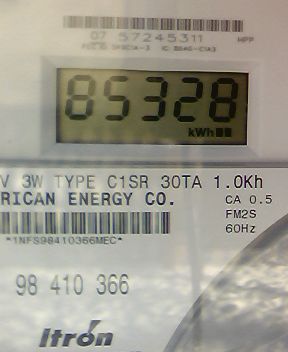 07 57245311 MPP
85328
kWh
V 3W TYPE C1SR 30TA 1.0Kh
RICAN ENERGY CO.
CA 0.5
FM2S
60Hz
*1NFS98410366MEC*
98 410 366
Itron